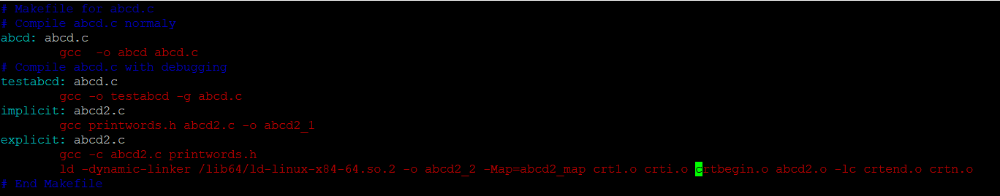 # Makefile for abcd.c
# Compile abcd.c normaly
abcd: abcd.c
gcc  -o abcd abcd.c
# Compile abcd.c with debugging
testabcd: abcd.c
gcc -o testabcd -g abcd.c
implicit: abcd2.c
gcc printwords.h abcd2.c -o abcd2_1
explicit: abcd2.c
gcc -c abcd2.c printwords.h
ld -dynamic-linker /lib64/ld-linux-x84-64.so.2 -o abcd2_2 -Map=abcd2_map crt1.o crti.o crtbegin.o abcd2.o -lc crtend.o crtn.o
# End Makefile